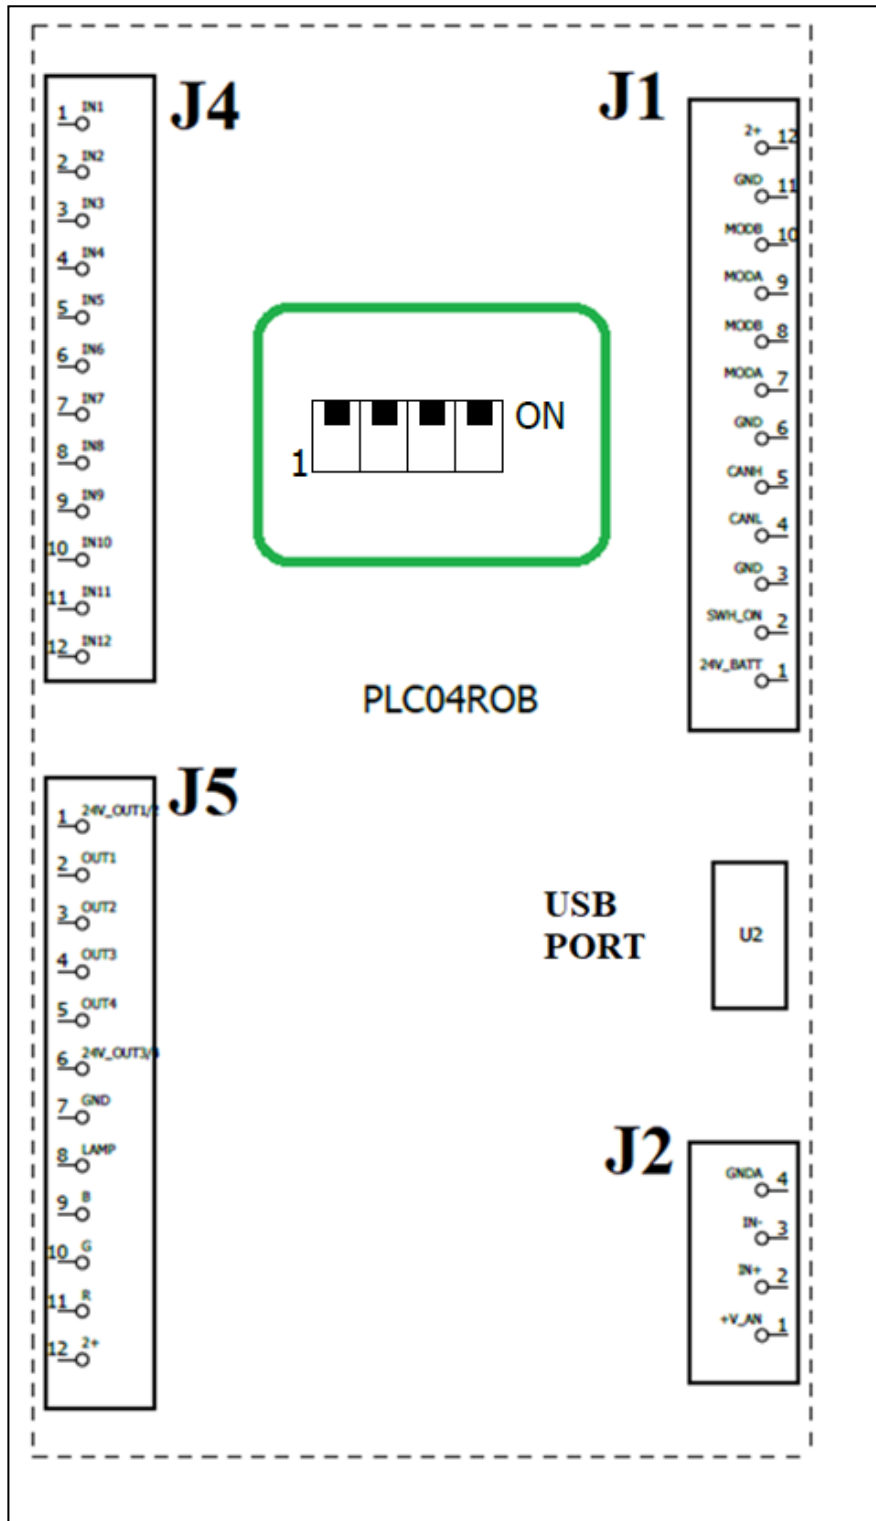 J4
1 IN1
2 IN2
3 IN3
4 IN4
5 IN5
6 IN6
7 IN7
8 IN8
9 IN9
10 IN10
11 IN11
12 IN12
J1
2+ 12
GND 11
MODB 10
MODA 9
MODB 8
MODA 7
GND 6
CANH 5
CANL 4
GND 3
SWH_ON 2
24V_BATT 1
ON
1
PLC04ROB
J5
1 24V_OUT1/2
2 OUT1
3 OUT2
4 OUT3
5 OUT4
6 24V_OUT3/4
7 GND
8 LAMP
9 B
10 G
11 R
12 2+
USB
PORT
U2
J2
GNDA 4
IN- 3
IN+ 2
+V_AN 1